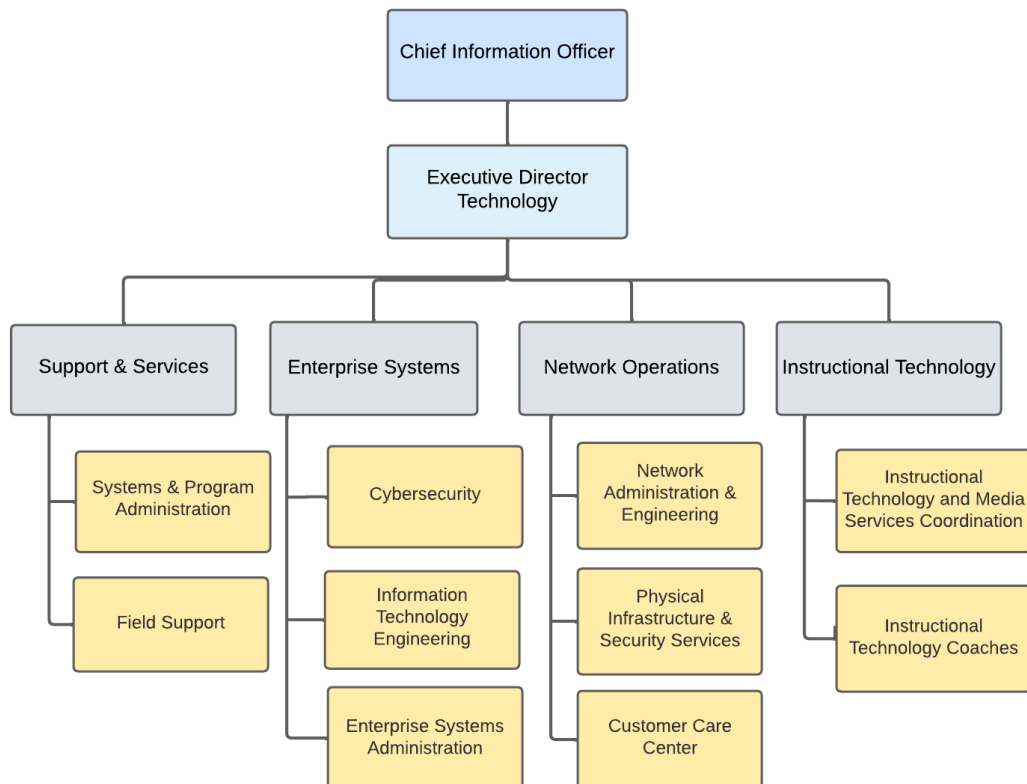 Chief Information Officer
Executive Director
Technology
Support & Services
Enterprise Systems
Network Operations
Instructional Technology
Systems & Program
Administration
Field Support
Cybersecurity
Information
Technology
Engineering
Enterprise Systems
Administration
Network
Administration &
Engineering
Physical
Infrastructure &
Security Services
Customer Care
Center
Instructional
Technology and Media
Services Coordination
Instructional
Technology Coaches